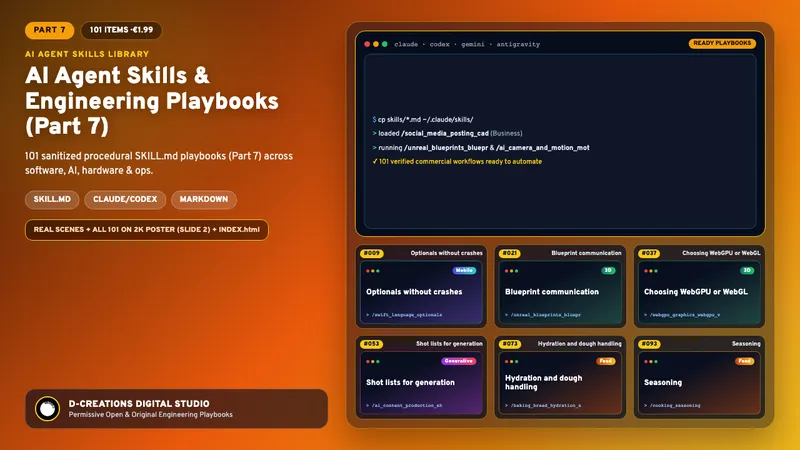 PART 7
101 ITEMS · €1.99
AI AGENT SKILLS LIBRARY
AI Agent Skills &
Engineering Playbooks
(Part 7)
101 sanitized procedural SKILL.md playbooks (Part 7) across
software, AI, hardware & ops.
SKILL.MD
CLAUDE/CODEX
MARKDOWN
REAL SCENES + ALL 101 ON 2K POSTER (SLIDE 2) + INDEX.html
D-CREATIONS DIGITAL STUDIO
Permissive Open & Original Engineering Playbooks
claude · codex · gemini · antigravity
READY PLAYBOOKS
$ cp skills/*.md ~/.claude/skills/
> loaded /social_media_posting_cad (Business)
> running /unreal_blueprints_bluepr & /ai_camera_and_motion_mot
✓ 101 verified commercial workflows ready to automate
#009
Optionals without crashes
Mobile
Optionals without crashes
> /swift_language_optionals
#021
Blueprint communication
3D
Blueprint communication
> /unreal_blueprints_bluepr
#037
Choosing WebGPU or WebGL
3D
Choosing WebGPU or WebGL
> /webgpu_graphics_webgpu_v
#053
Shot lists for generation
Generative
Shot lists for generation
> /ai_content_production_sh
#073
Hydration and dough handling
Food
Hydration and dough
handling
> /baking_bread_hydration_a
#093
Seasoning
Food
Seasoning
> /cooking_seasoning